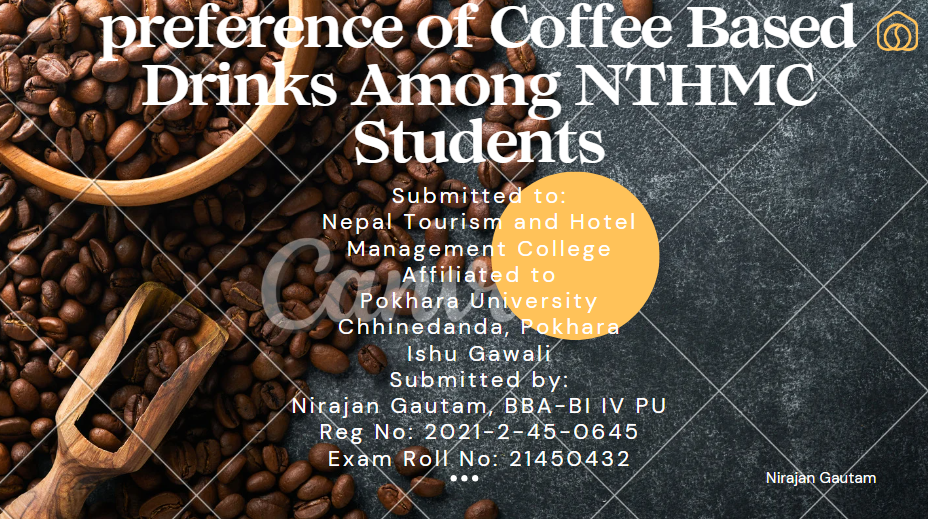 preference of Coffee Based
Drinks Among NTHMC
Students
Submitted to:
Nepal Tourism and Hotel
Management College
Affiliated to
Pokhara University
Chhinedanda, Pokhara
Ishu Gawali
Submitted by:
Nirajan Gautam, BBA-BI IV PU
Reg No: 2021-2-45-0645
Exam Roll No: 21450432
Nirajan Gautam
Canva